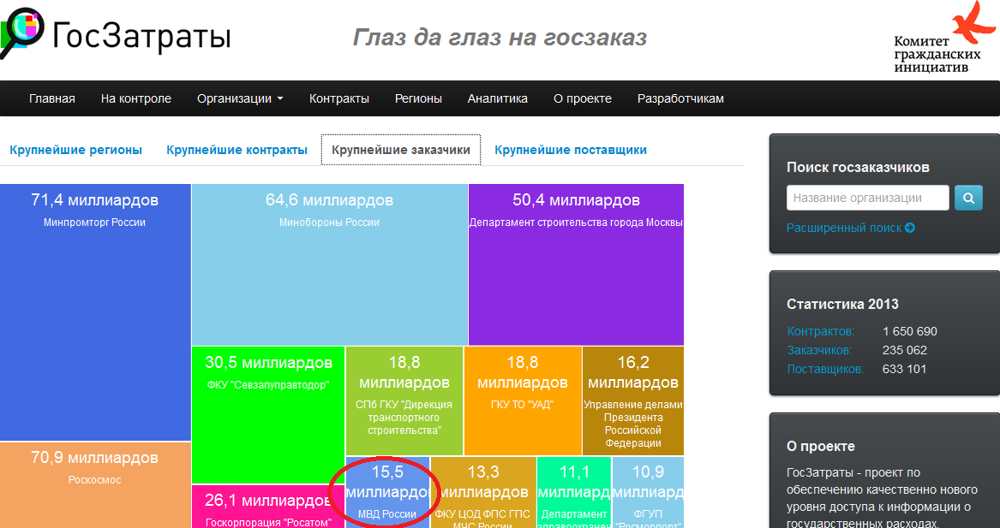 ГосЗатраты
Глаз да глаз на госзаказ
Комитет
гражданских
инициатив
Главная На контроле Организации Контракты Регионы Аналитика О проекте Разработчикам
Крупнейшие регионы Крупнейшие контракты Крупнейшие заказчики Крупнейшие поставщики
71,4 миллиардов
Минпромторг России
64,6 миллиардов
Минобороны России
50,4 миллиардов
Департамент строительства города Москвы
30,5 миллиардов
ФКУ "Севзапуправтодор"
18,8
миллиардов
СПб ГКУ "Дирекция
транспортного
строительства"
18,8
миллиардов
ГКУ ТО "УАД"
16,2
миллиардов
Управление делами
Президента
Российской
Федерации
70,9 миллиардов
Роскосмос
26,1 миллиардов
Госкорпорация "Росатом"
15,5
миллиардо
МВД России
13,3
миллиардов
ФКУ ЦОД ФПС ГПС
МЧС России
11,1
миллиард
Департамент
здравоохранен
10,9
миллиард
ФГУП
"Росморпорт"
Поиск госзаказчиков
Название организации
Расширенный поиск
Статистика 2013
Контрактов: 1 650 690
Заказчиков: 235 062
Поставщиков: 633 101
О проекте
ГосЗатраты - проект по
обеспечению качественно нового
уровня доступа к информации о
государственных расходах.